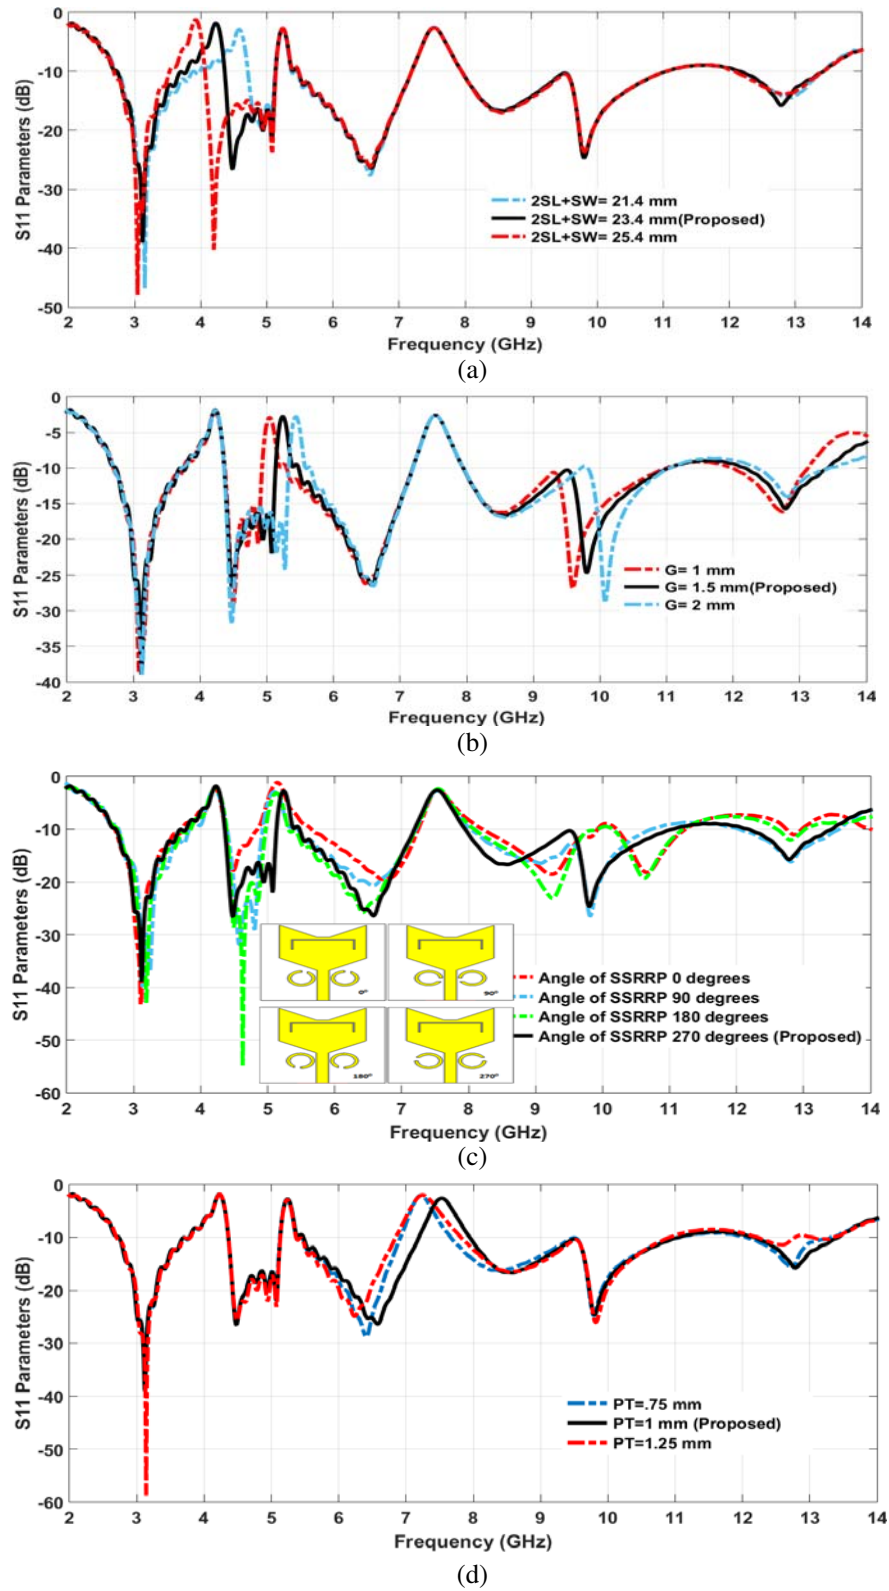 0
-10
-20
-30
-40
-50
S11 Parameters (dB)
2SL+SW= 21.4 mm
2SL+SW= 23.4 mm(Proposed)
2SL+SW= 25.4 mm
2 3 4 5 6 7 8 9 10 11 12 13 14
Frequency (GHz)
(a)
0
-5
-10
-15
-20
-25
-30
-35
-40
S11 Parameters (dB)
G= 1 mm
G= 1.5 mm(Proposed)
G= 2 mm
2 3 4 5 6 7 8 9 10 11 12 13 14
Frequency (GHz)
(b)
0
-10
-20
-30
-40
-50
-60
S11 Parameters (dB)
0°
90°
180°
270°
Angle of SSRRP 0 degrees
Angle of SSRRP 90 degrees
Angle of SSRRP 180 degrees
Angle of SSRRP 270 degrees (Proposed)
2 3 4 5 6 7 8 9 10 11 12 13 14
Frequency (GHz)
(c)
0
-10
-20
-30
-40
-50
-60
S11 Parameters (dB)
PT=.75 mm
PT=1 mm (Proposed)
PT=1.25 mm
2 3 4 5 6 7 8 9 10 11 12 13 14
Frequency (GHz)
(d)